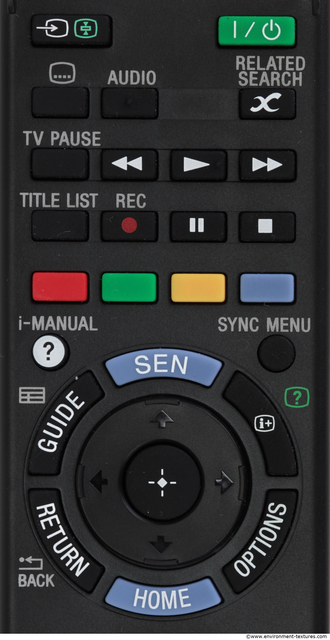 I/⏻
RELATED
SEARCH
AUDIO
TV PAUSE
TITLE LIST REC
i-MANUAL
SYNC MENU
?
SEN
?
GUIDE
i+
RETURN
OPTIONS
BACK
HOME
©www.environment-textures.com